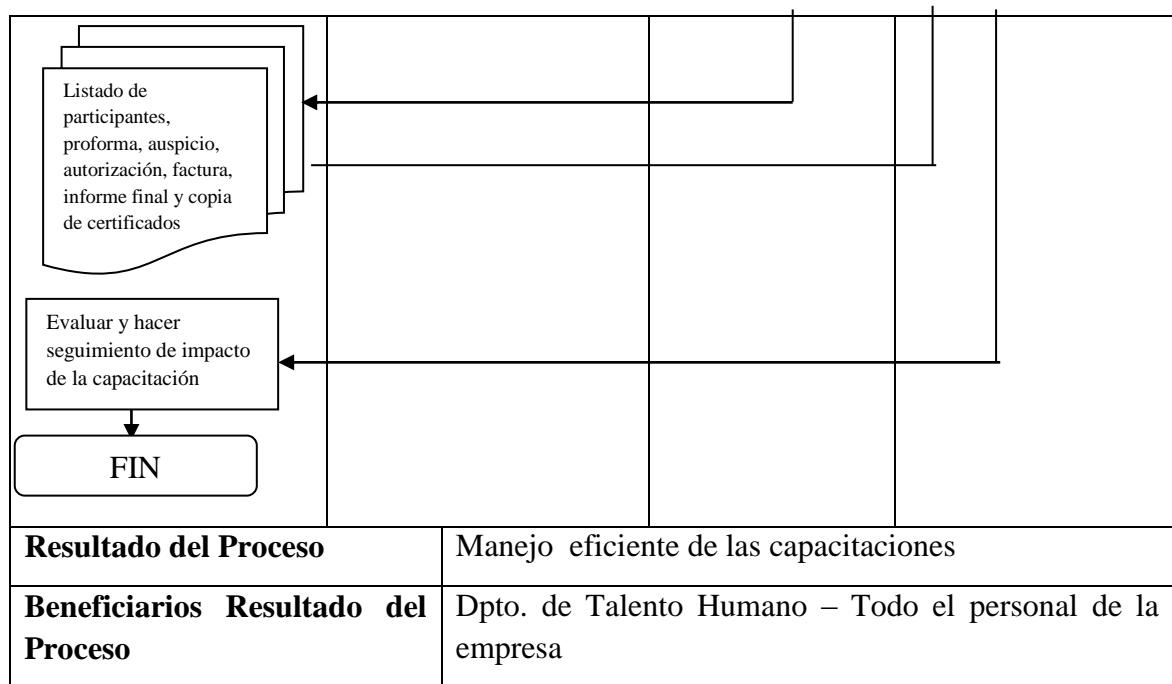 Listado de
participantes,
proforma, auspicio,
autorización, factura,
informe final y copia
de certificados
Evaluar y hacer
seguimiento de impacto
de la capacitación
FIN
Resultado del Proceso
Manejo eficiente de las capacitaciones
Beneficiarios Resultado del
Proceso
Dpto. de Talento Humano – Todo el personal de la
empresa